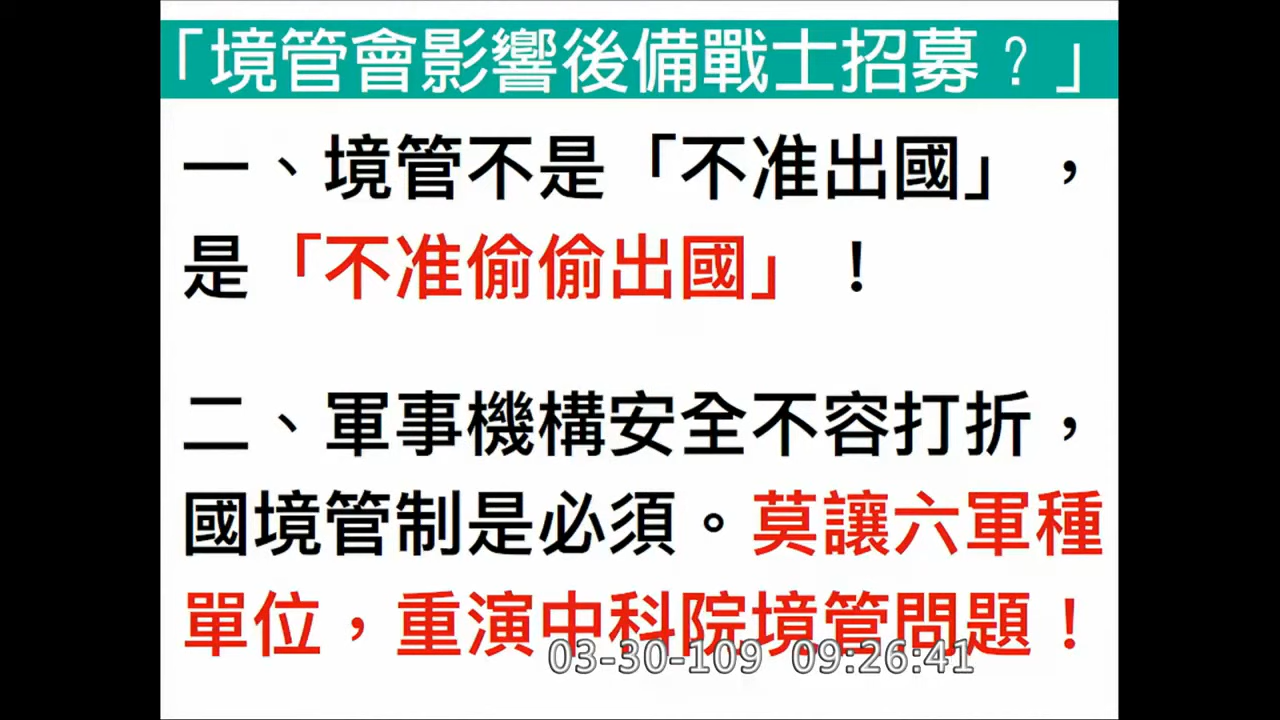 「境管會影響後備戰士招募？」
一、境管不是「不准出國」，
是「不准偷偷出國」！
二、軍事機構安全不容打折，
國境管制是必須。莫讓六軍種
單位，重演中科院境管問題！
03-30-109 09:26:41